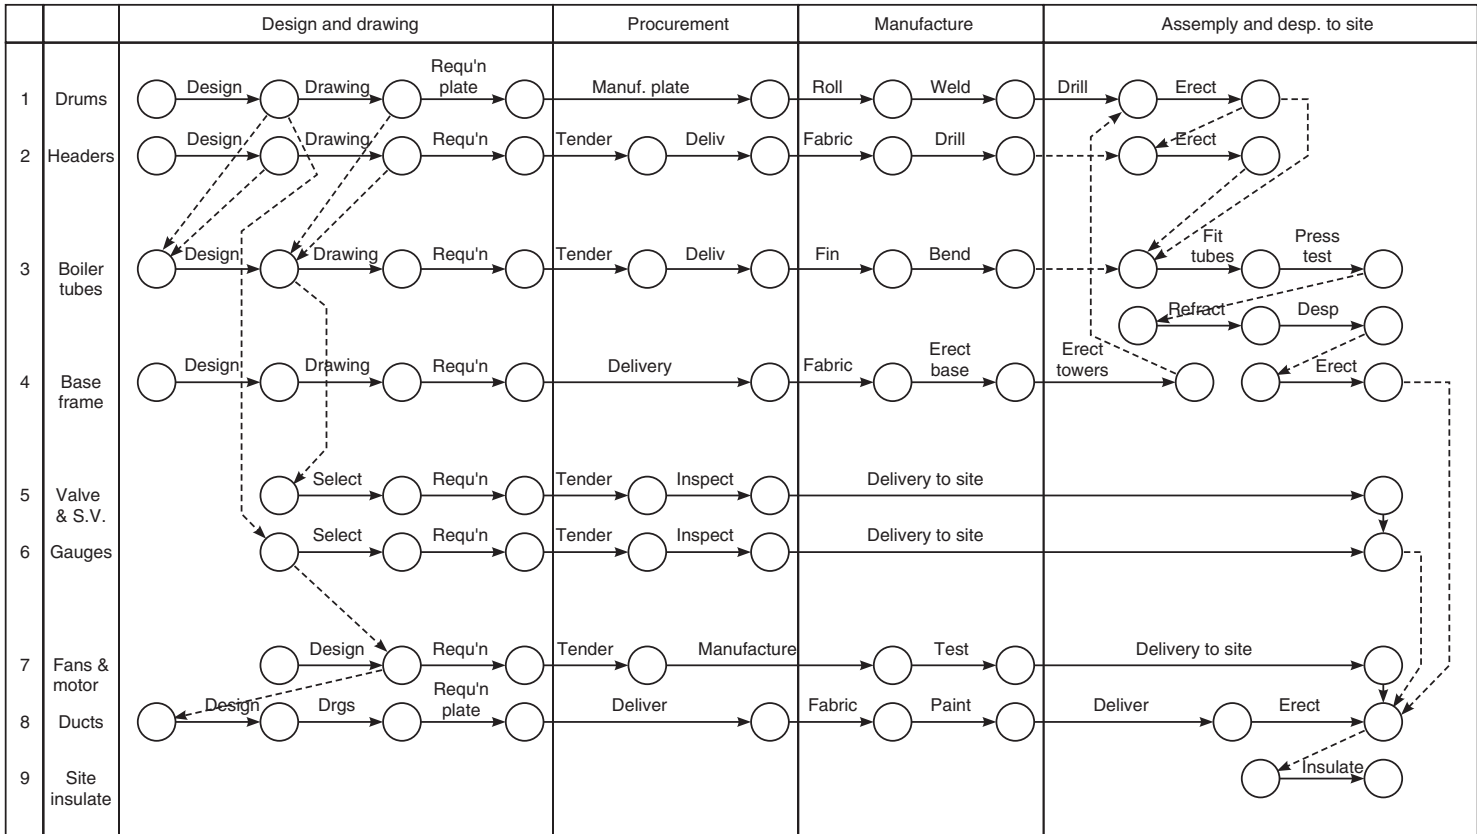 Design and drawing
Procurement
Manufacture
Assemply and desp. to site
1
Drums
Design
Drawing
Requ'n
plate
Manuf. plate
Roll
Weld
Drill
Erect
2
Headers
Design
Drawing
Requ'n
Tender
Deliv
Fabric
Drill
Erect
3
Boiler
tubes
Design
Drawing
Requ'n
Tender
Deliv
Fin
Bend
Fit
tubes
Press
test
Refract
Desp
4
Base
frame
Design
Drawing
Requ'n
Delivery
Fabric
Erect
base
Erect
towers
Erect
5
Valve
& S.V.
Select
Requ'n
Tender
Inspect
Delivery to site
6
Gauges
Select
Requ'n
Tender
Inspect
Delivery to site
7
Fans &
motor
Design
Requ'n
Tender
Manufacture
Test
Delivery to site
8
Ducts
Design
Drgs
Requ'n
plate
Deliver
Fabric
Paint
Deliver
Erect
9
Site
insulate
Insulate